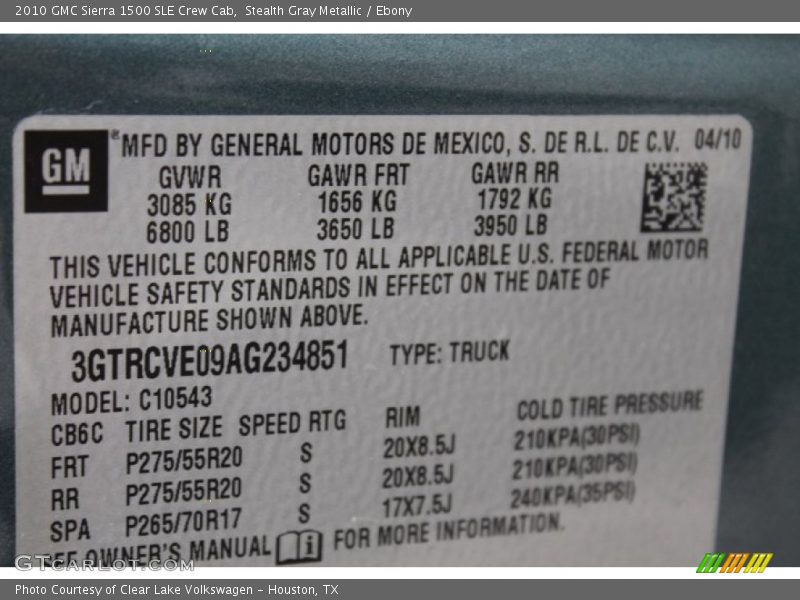 2010 GMC Sierra 1500 SLE Crew Cab, Stealth Gray Metallic / Ebony
GM ® MFD BY GENERAL MOTORS DE MEXICO, S. DE R.L. DE C.V. 04/10
GVWR GAWR FRT GAWR RR
3085 KG 1656 KG 1792 KG
6800 LB 3650 LB 3950 LB
THIS VEHICLE CONFORMS TO ALL APPLICABLE U.S. FEDERAL MOTOR
VEHICLE SAFETY STANDARDS IN EFFECT ON THE DATE OF
MANUFACTURE SHOWN ABOVE.
3GTRCVE09AG234851 TYPE: TRUCK
MODEL: C10543
CB6C TIRE SIZE SPEED RTG RIM COLD TIRE PRESSURE
FRT P275/55R20 S 20X8.5J 210KPA(30PSI)
RR P275/55R20 S 20X8.5J 210KPA(30PSI)
SPA P265/70R17 S 17X7.5J 240KPA(35PSI)
SEE OWNER'S MANUAL i FOR MORE INFORMATION.
GTcarlot.com
Photo Courtesy of Clear Lake Volkswagen - Houston, TX